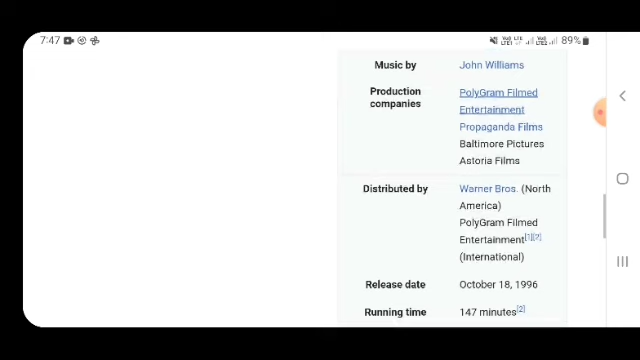 7:47 89%
Music by John Williams
Production companies PolyGram Filmed
Entertainment
Propaganda Films
Baltimore Pictures
Astoria Films
Distributed by Warner Bros. (North
America)
PolyGram Filmed
Entertainment[1][2]
(International)
Release date October 18, 1996
Running time 147 minutes[2]